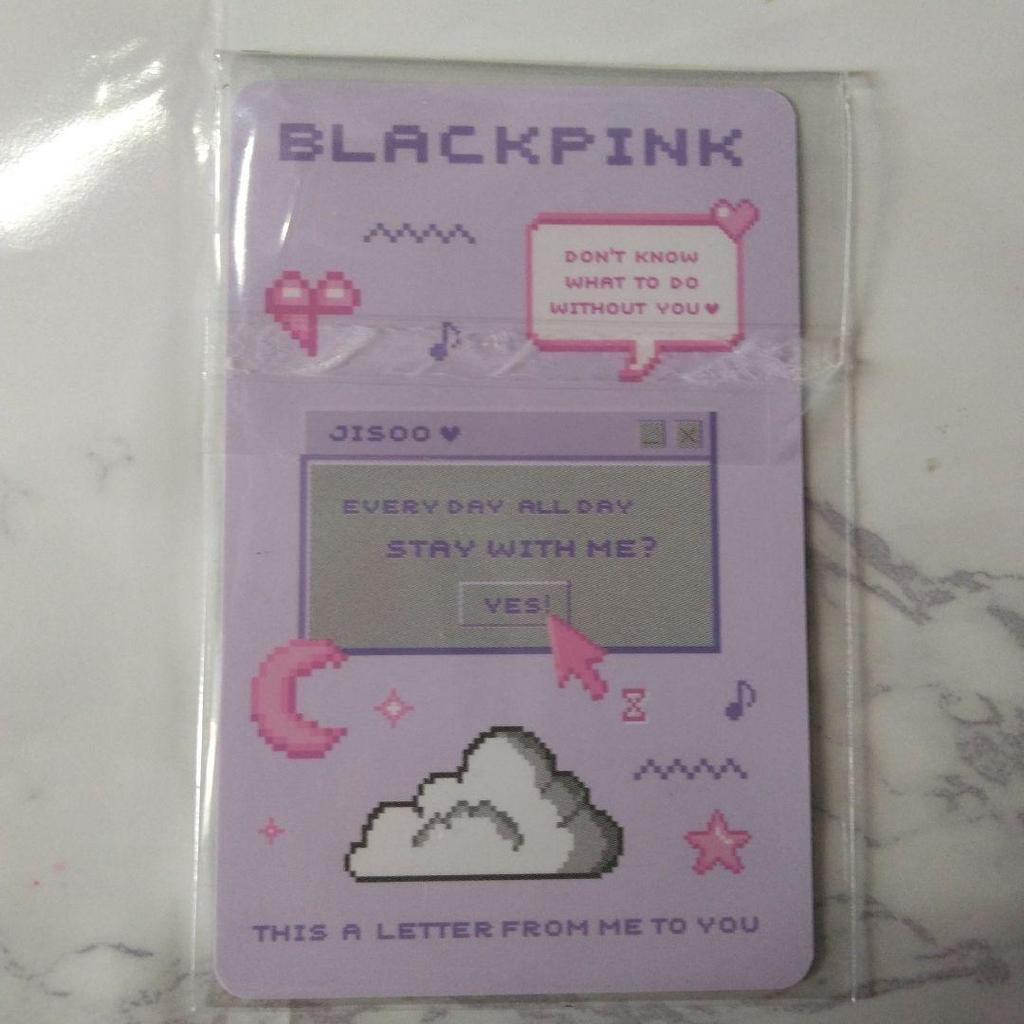 BLACKPINK
DON'T KNOW
WHAT TO DO
WITHOUT YOU♥
JISOO ♥
EVERY DAY ALL DAY
STAY WITH ME?
YES!
THIS A LETTER FROM ME TO YOU